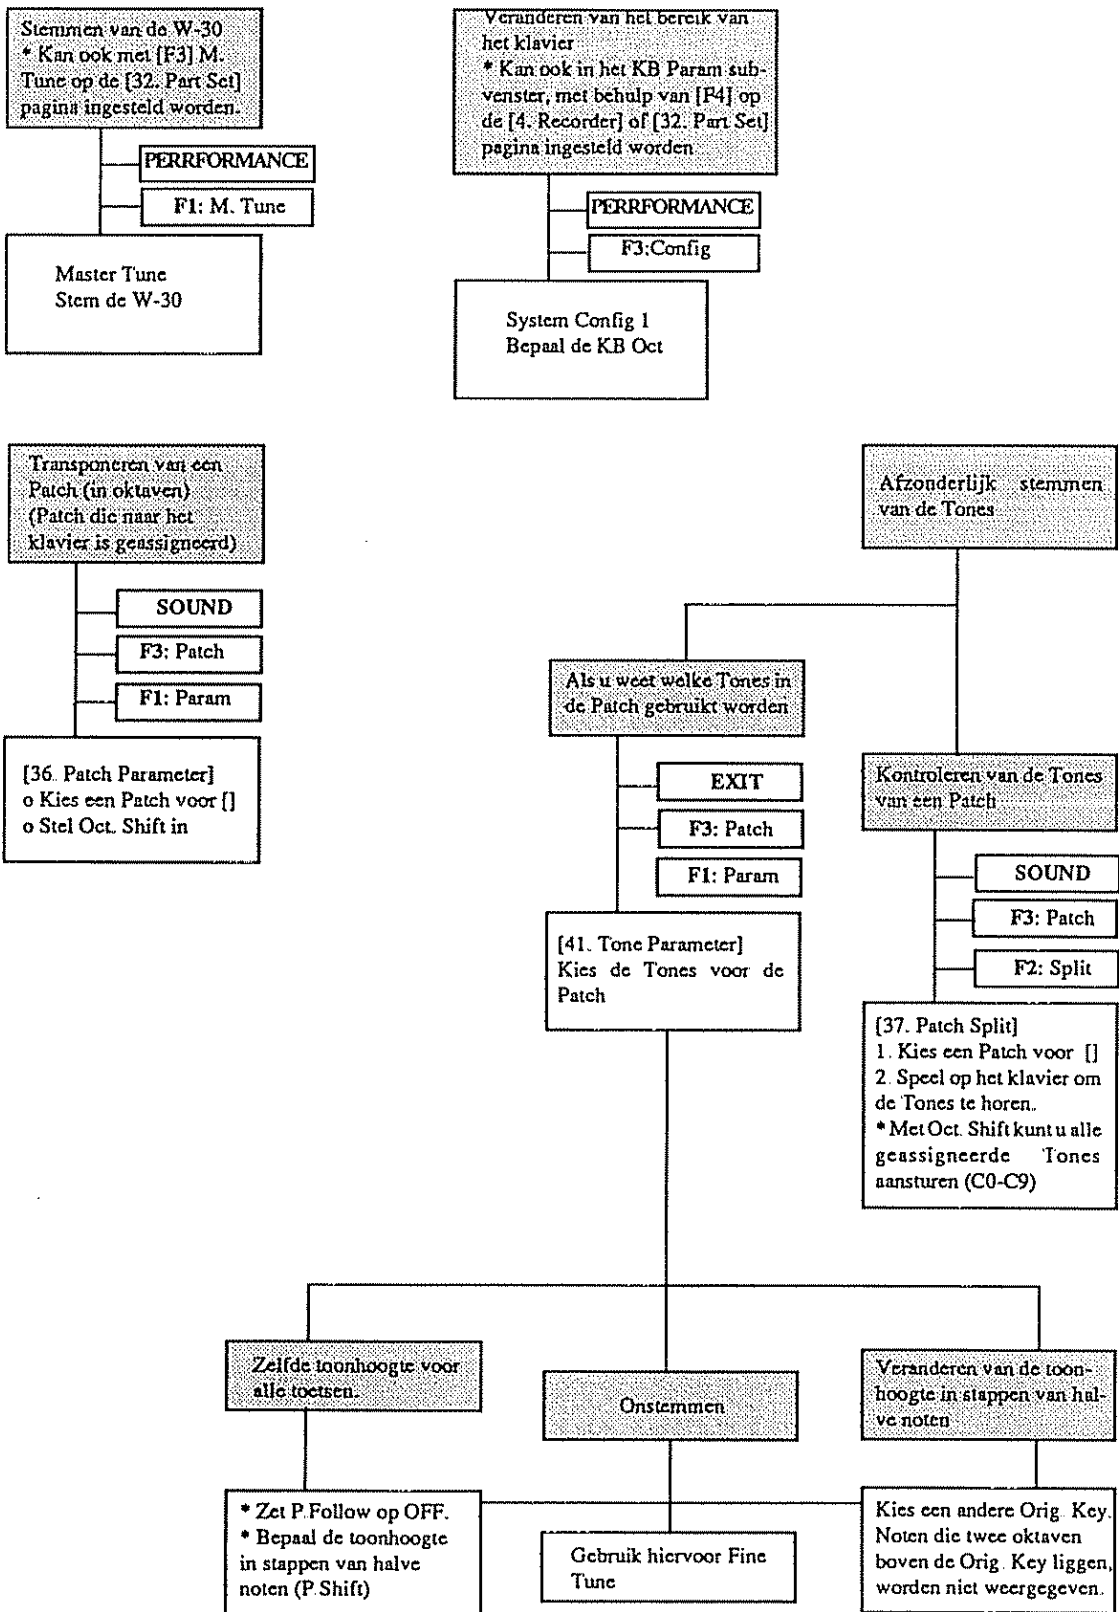 Stemmen van de W-30
* Kan ook met [F3] M.
Tune op de [32. Part Set]
pagina ingesteld worden.
PERRFORMANCE
F1: M. Tune
Master Tune
Stem de W-30
Veranderen van het bereik van
het klavier
* Kan ook in het KB Param sub-
venster, met behulp van [F4] op
de [4. Recorder] of [32. Part Set]
pagina ingesteld worden
PERRFORMANCE
F3:Config
System Config 1
Bepaal de KB Oct
Transponeren van een
Patch (in oktaven)
(Patch die naar het
klavier is geassigneerd)
SOUND
F3: Patch
F1: Param
[36. Patch Parameter]
o Kies een Patch voor []
o Stel Oct. Shift in
Afzonderlijk stemmen
van de Tones
Als u weet welke Tones in
de Patch gebruikt worden
EXIT
F3: Patch
F1: Param
[41. Tone Parameter]
Kies de Tones voor de
Patch
Kontroleren van de Tones
van een Patch
SOUND
F3: Patch
F2: Split
[37. Patch Split]
1. Kies een Patch voor []
2. Speel op het klavier om
de Tones te horen.
* Met Oct. Shift kunt u alle
geassigneerde Tones
aansturen (C0-C9)
Zelfde toonhoogte voor
alle toetsen.
* Zet P.Follow op OFF.
* Bepaal de toonhoogte
in stappen van halve
noten (P.Shift)
Onstemmen
Gebruik hiervoor Fine
Tune
Veranderen van de toon-
hoogte in stappen van hal-
ve noten
Kies een andere Orig. Key.
Noten die twee oktaven
boven de Orig. Key liggen,
worden niet weergegeven.